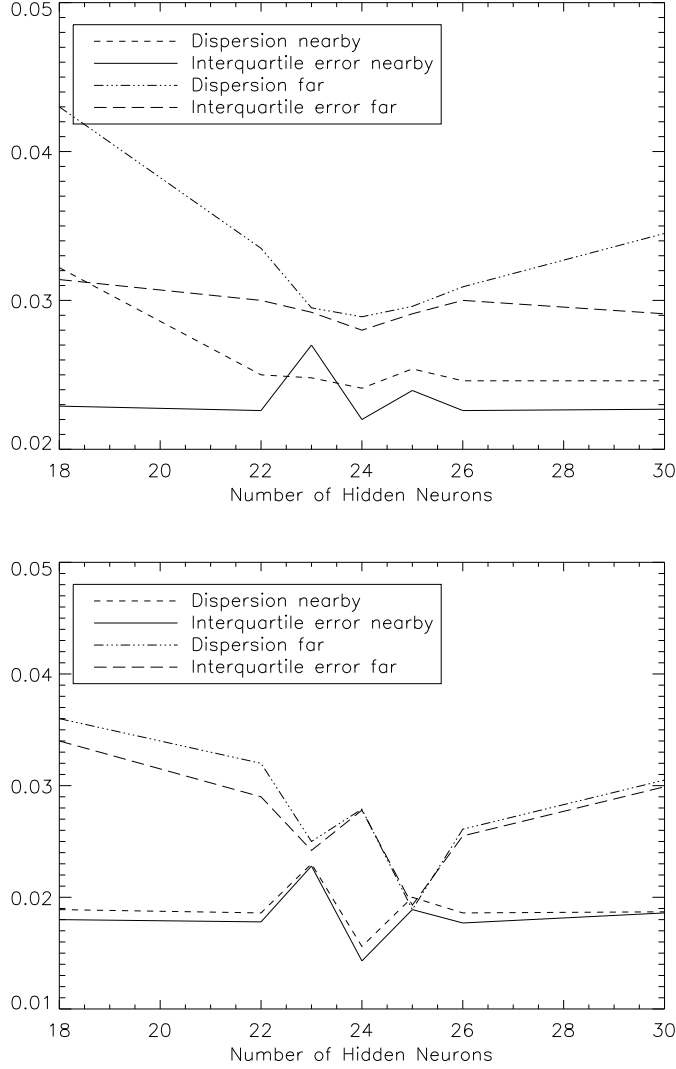 0.05
Dispersion nearby
Interquartile error nearby
Dispersion far
Interquartile error far
0.04
0.03
0.02
18 20 22 24 26 28 30
Number of Hidden Neurons
0.05
Dispersion nearby
Interquartile error nearby
Dispersion far
Interquartile error far
0.04
0.03
0.02
0.01
18 20 22 24 26 28 30
Number of Hidden Neurons